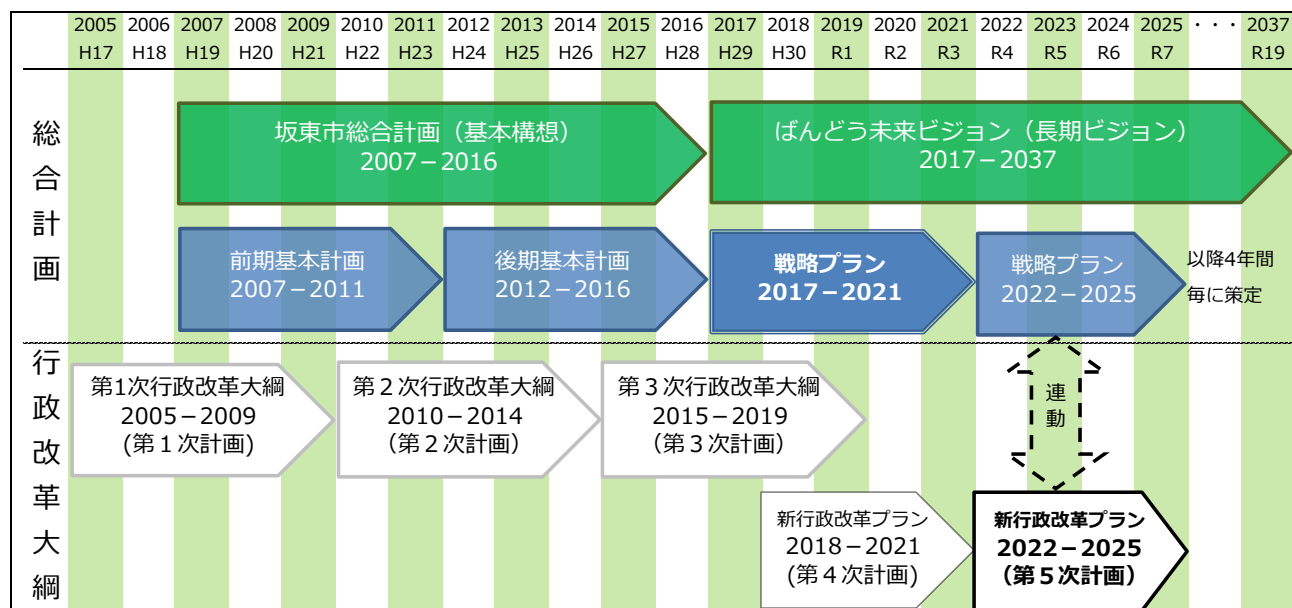 2005 2006 2007 2008 2009 2010 2011 2012 2013 2014 2015 2016 2017 2018 2019 2020 2021 2022 2023 2024 2025 ・・・ 2037
H17 H18 H19 H20 H21 H22 H23 H24 H25 H26 H27 H28 H29 H30 R1 R2 R3 R4 R5 R6 R7 R19
総合計画
坂東市総合計画（基本構想）
2007－2016
ばんどう未来ビジョン（長期ビジョン）
2017－2037
前期基本計画
2007－2011
後期基本計画
2012－2016
戦略プラン
2017－2021
戦略プラン
2022－2025
以降4年間
毎に策定
行政改革大綱
第1次行政改革大綱
2005－2009
(第１次計画)
第２次行政改革大綱
2010－2014
(第２次計画）
第３次行政改革大綱
2015－2019
(第３次計画）
連動
新行政改革プラン
2018－2021
(第４次計画)
新行政改革プラン
2022－2025
（第５次計画）